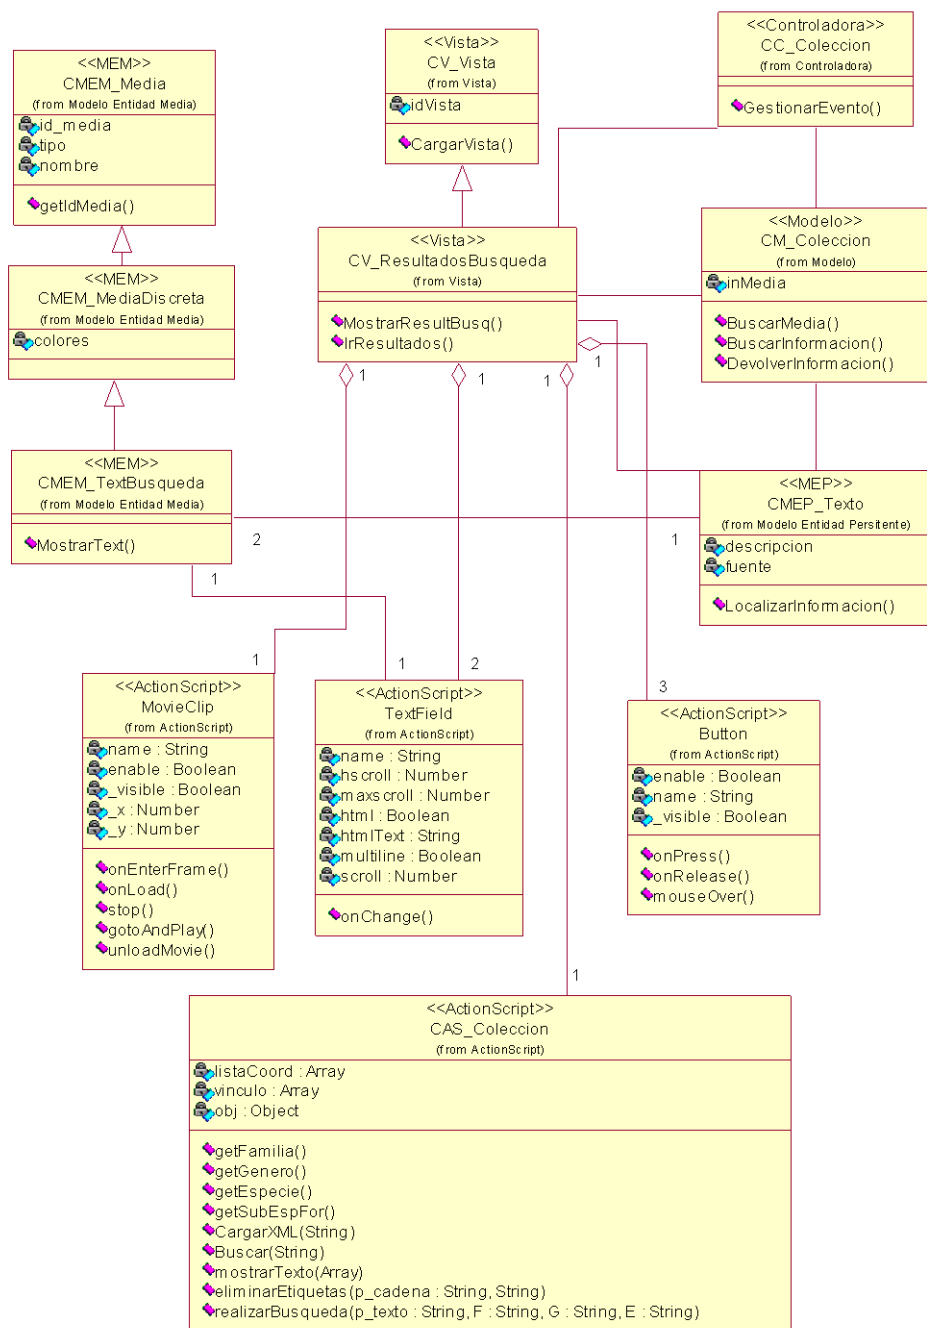 <<MEM>>
CMEM_Media
(from Modelo Entidad Media)
id_media
tipo
nombre
getIdMedia()
<<Vista>>
CV_Vista
(from Vista)
idVista
CargarVista()
<<Controladora>>
CC_Coleccion
(from Controladora)
GestionarEvento()
<<MEM>>
CMEM_MediaDiscreta
(from Modelo Entidad Media)
colores
<<Vista>>
CV_ResultadosBusqueda
(from Vista)
MostrarResultBusq()
IrResultados()
<<Modelo>>
CM_Coleccion
(from Modelo)
inMedia
BuscarMedia()
BuscarInformacion()
DevolverInformacion()
1
1
1
1
<<MEM>>
CMEM_TextBusqueda
(from Modelo Entidad Media)
MostrarText()
2
1
1
<<MEP>>
CMEP_Texto
(from Modelo Entidad Persitente)
descripcion
fuente
LocalizarInformacion()
1
1
2
3
<<ActionScript>>
MovieClip
(from ActionScript)
name : String
enable : Boolean
_visible : Boolean
_x : Number
_y : Number
onEnterFrame()
onLoad()
stop()
gotoAndPlay()
unloadMovie()
<<ActionScript>>
TextField
(from ActionScript)
name : String
hscroll : Number
maxscroll : Number
html : Boolean
htmlText : String
multiline : Boolean
scroll : Number
onChange()
<<ActionScript>>
Button
(from ActionScript)
enable : Boolean
name : String
_visible : Boolean
onPress()
onRelease()
mouseOver()
1
<<ActionScript>>
CAS_Coleccion
(from ActionScript)
listaCoord : Array
vinculo : Array
obj : Object
getFamilia()
getGenero()
getEspecie()
getSubEspFor()
CargarXML(String)
Buscar(String)
mostrarTexto(Array)
eliminarEtiquetas(p_cadena : String, String)
realizarBusqueda(p_texto : String, F : String, G : String, E : String)